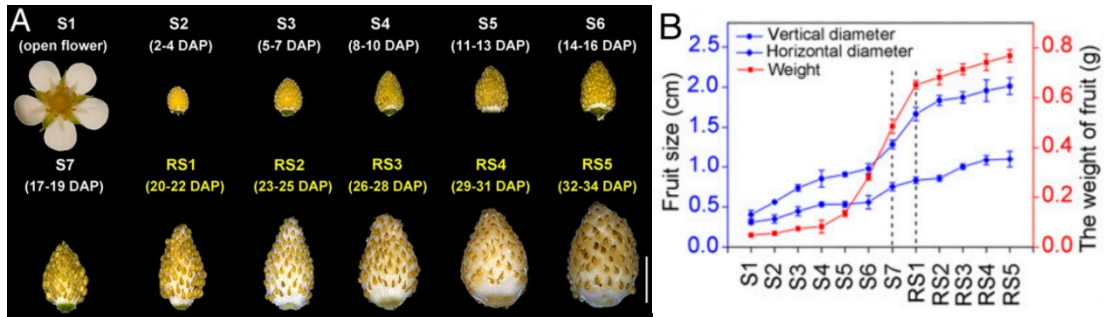 A
S1
(open flower)
S2
(2-4 DAP)
S3
(5-7 DAP)
S4
(8-10 DAP)
S5
(11-13 DAP)
S6
(14-16 DAP)
S7
(17-19 DAP)
RS1
(20-22 DAP)
RS2
(23-25 DAP)
RS3
(26-28 DAP)
RS4
(29-31 DAP)
RS5
(32-34 DAP)
B
Vertical diameter
Horizontal diameter
Weight
Fruit size (cm)
2.5
2.0
1.5
1.0
0.5
0.0
The weight of fruit (g)
0.8
0.6
0.4
0.2
0.0
S1
S2
S3
S4
S5
S6
S7
RS1
RS2
RS3
RS4
RS5